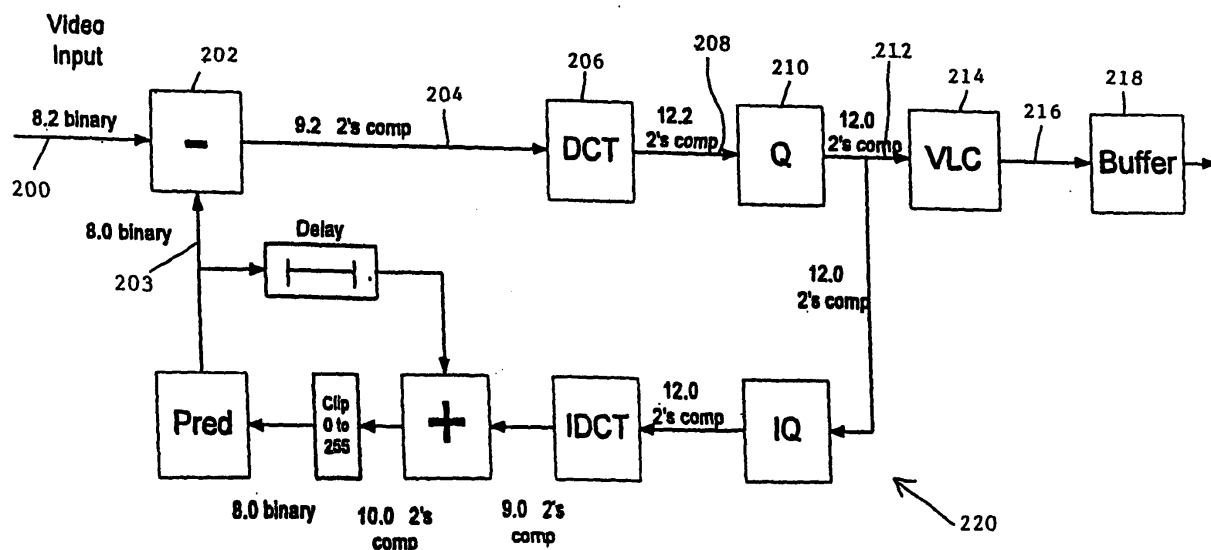 Video
Input
202
206
208
210
212
214
216
218
8.2 binary
9.2 2's comp
204
12.2
2's comp
12.0
2's comp
-
DCT
Q
VLC
Buffer
200
8.0 binary
203
Delay
12.0
2's comp
Pred
Clip
0 to
255
+
IDCT
12.0
2's comp
IQ
8.0 binary
10.0 2's
comp
9.0 2's
comp
220